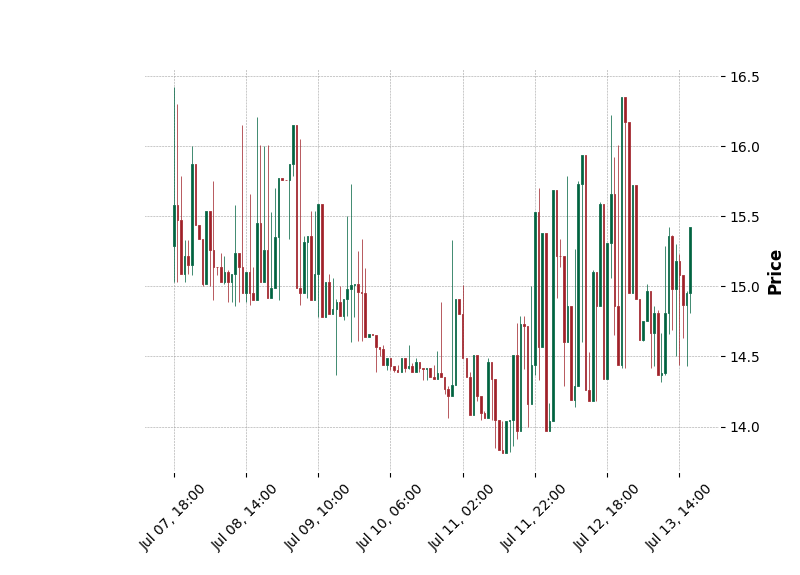 16.5
16.0
15.5
15.0
14.5
14.0
Price
Jul 07, 18:00
Jul 08, 14:00
Jul 09, 10:00
Jul 10, 06:00
Jul 11, 02:00
Jul 11, 22:00
Jul 12, 18:00
Jul 13, 14:00